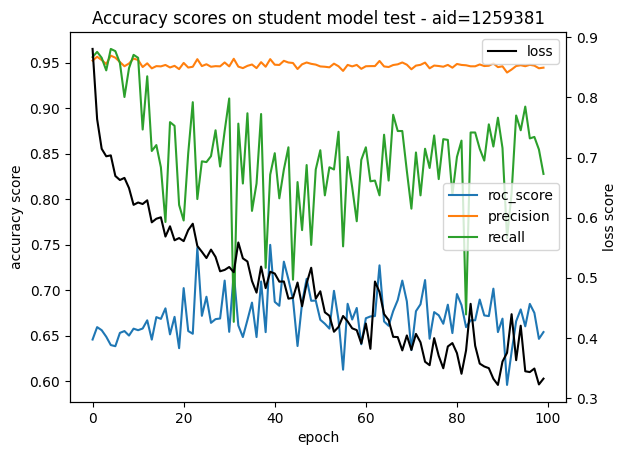 Accuracy scores on student model test - aid=1259381
accuracy score
0.95
0.90
0.85
0.80
0.75
0.70
0.65
0.60
loss
roc_score
precision
recall
0.9
0.8
0.7
0.6
0.5
0.4
0.3
loss score
0
20
40
60
80
100
epoch